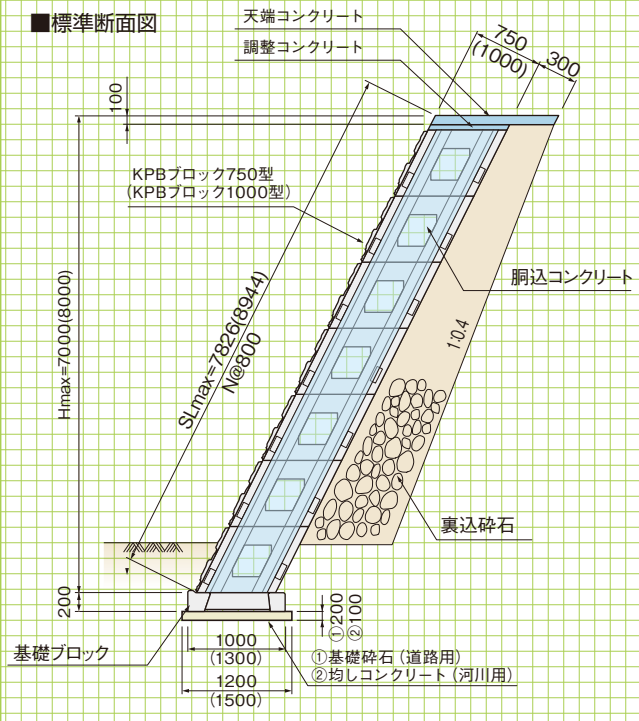 ■標準断面図
天端コンクリート
調整コンクリート
750
(1000)
300
100
KPBブロック750型
(KPBブロック1000型)
胴込コンクリート
Hmax=7000(8000)
SLmax=7826(8944)
N@800
1:0.4
裏込砕石
200
①200
②100
基礎ブロック
1000
(1300)
1200
(1500)
①基礎砕石(道路用)
②均しコンクリート(河川用)